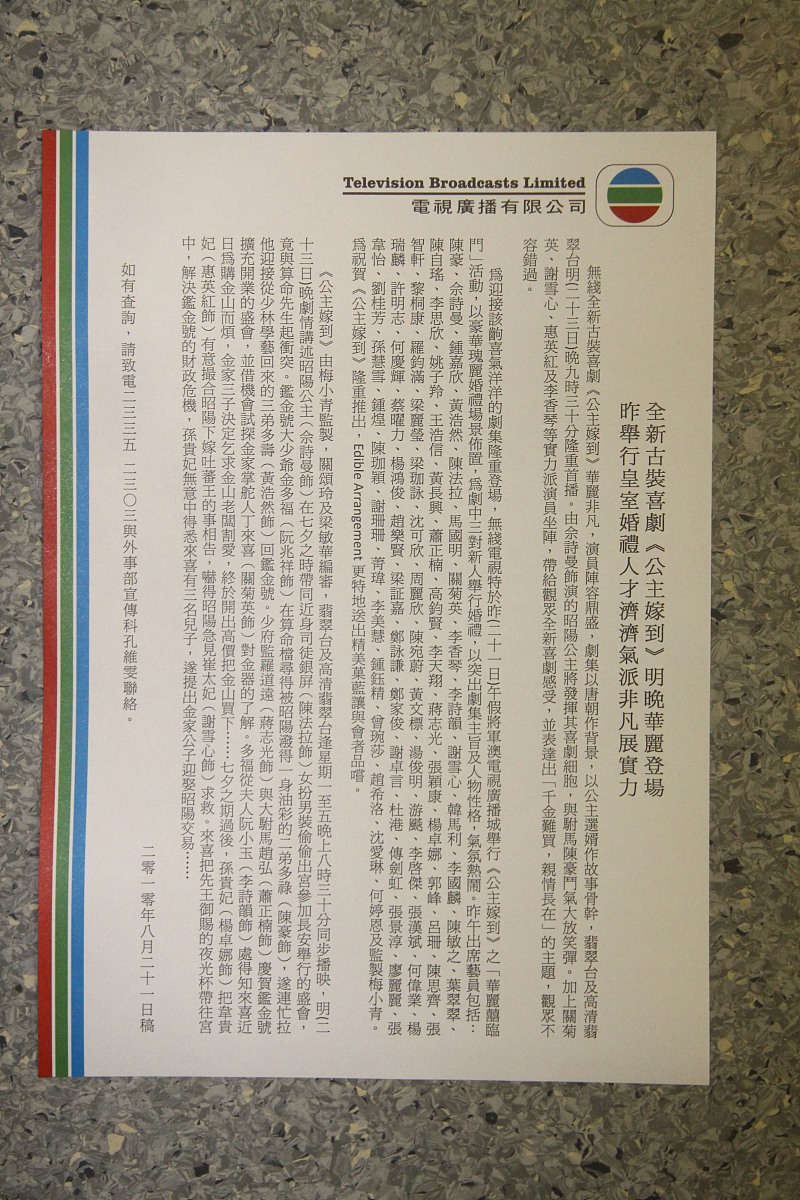 Television Broadcasts Limited
電視廣播有限公司
全新古裝喜劇《公主嫁到》明晚華麗登場
昨舉行皇室婚禮人才濟濟氣派非凡展實力
無綫全新古裝喜劇《公主嫁到》華麗非凡，演員陣容鼎盛，劇集以唐朝作背景，以公主選婿作故事骨幹，翡翠台及高清翡
翠台明(二十三日)晚九時三十分隆重首播。由佘詩曼飾演的昭陽公主將發揮其喜劇細胞，與駙馬陳豪鬥氣大放笑彈。加上關菊
英、謝雪心、惠英紅及李香琴等實力派演員坐陣，帶給觀眾全新喜劇感受，並表達出「千金難買，親情長在」的主題，觀眾不
容錯過。
為迎接該齣喜氣洋洋的劇集隆重登場，無綫電視特於昨(二十一日)午假將軍澳電視廣播城舉行《公主嫁到》之「華麗囍臨
門」活動，以豪華瑰麗婚禮場景佈置，為劇中三對新人舉行婚禮，以突出劇集主旨及人物性格，氣氛熱鬧。昨午出席藝員包括：
陳豪、佘詩曼、鍾嘉欣、黃浩然、陳法拉、馬國明、關菊英、李香琴、李詩韻、謝雪心、韓馬利、李國麟、陳敏之、葉翠翠、
陳自瑤、李思欣、姚子羚、王浩信、黃長興、蕭正楠、高鈞賢、李天翔、蔣志光、張穎康、楊卓娜、郭峰、呂珊、陳思齊、張
智軒、黎桐康、羅鈞滿、梁麗瑩、梁珈詠、沈可欣、周麗欣、陳宛蔚、黃文標、湯俊明、游飈、李啓傑、張漢斌、何偉業、楊
瑞麟、許明志、何慶輝、蔡曜力、楊鴻俊、趙樂賢、梁証嘉、鄭詠謙、鄭家俊、謝卓言、杜港、傅劍虹、張景淳、廖麗麗、張
韋怡、劉桂芳、孫慧雪、鍾煌、陳珈穎、謝珊珊、菁瑋、李美慧、鍾鈺精、曾琬莎、趙希洛、沈愛琳、何婷恩及監製梅小青。
為祝賀《公主嫁到》隆重推出，Edible Arrangement 更特地送出精美菓藍讓與會者品嚐。
《公主嫁到》由梅小青監製，關頌玲及梁敏華編審，翡翠台及高清翡翠台逢星期一至五晚上八時三十分同步播映，明(二
十三日)晚劇情講述昭陽公主（佘詩曼飾）在七夕之時帶同近身司徒銀屏（陳法拉飾）女扮男裝偷偷出宮參加長安舉行的盛會，
竟與算命先生起衝突。鑑金號大少爺金多福（阮兆祥飾）在算命檔尋得被昭陽潑得一身油彩的二弟多祿（陳豪飾），遂連忙拉
他迎接從少林學藝回來的三弟多壽（黃浩然飾）回鑑金號。少府監羅道遠（蔣志光飾）與大駙馬趙弘（蕭正楠飾）慶賀鑑金號
擴充開業的盛會，並借機會試探金家掌舵人丁來喜（關菊英飾）對金器的了解。多福從夫人阮小玉（李詩韻飾）處得知來喜近
日為購金山而煩，金家三子決定乞求金山老闆割愛，終於開出高價把金山買下……七夕之期過後，孫貴妃（楊卓娜飾）把韋貴
妃（惠英紅飾）有意撮合昭陽下嫁吐蕃王的事相告，嚇得昭陽急見崔太妃（謝雪心飾）求救。來喜把先王御賜的夜光杯帶往宮
中，解決鑑金號的財政危機，孫貴妃無意中得悉來喜有三名兒子，遂提出金家公子迎娶昭陽交易……
二零一零年八月二十一日稿
如有查詢，請致電二三三五 二三〇三與外事部宣傳科孔維雯聯絡。